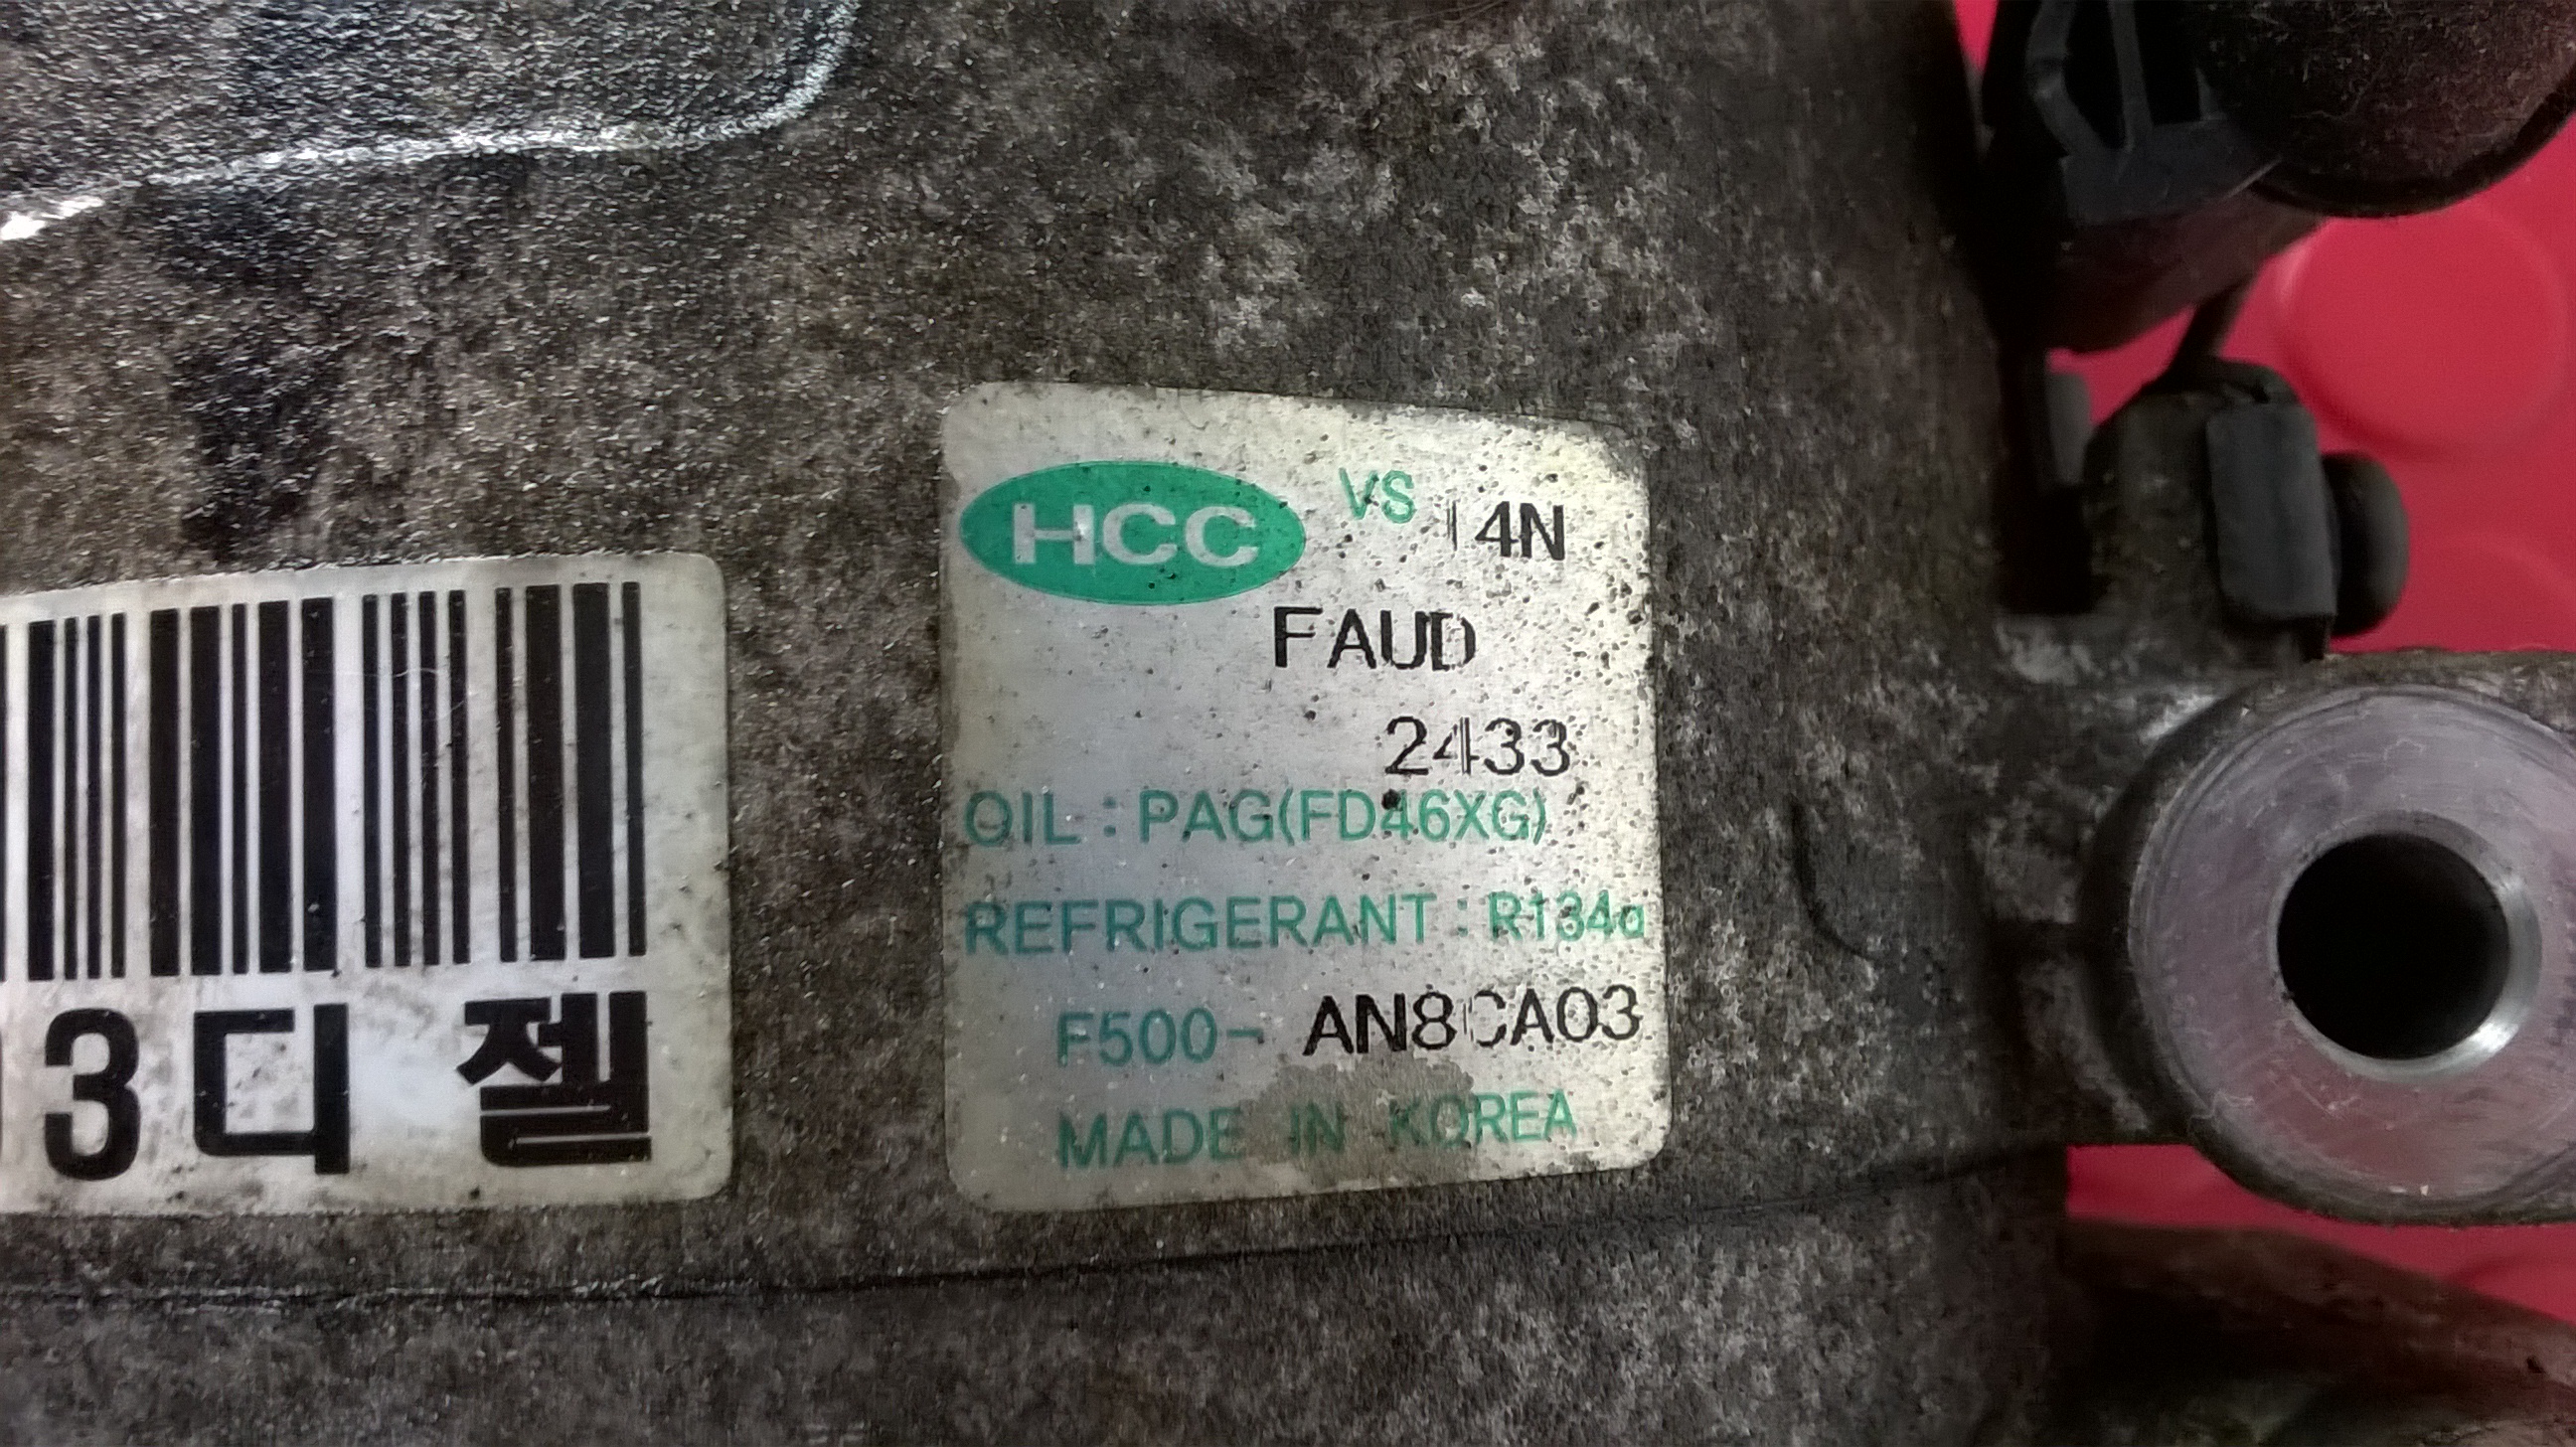 HCC VS 14N
FAUD
2433
OIL : PAG(FD46XG)
REFRIGERANT : R134a
F500- AN8CA03
MADE IN KOREA
3디 젤